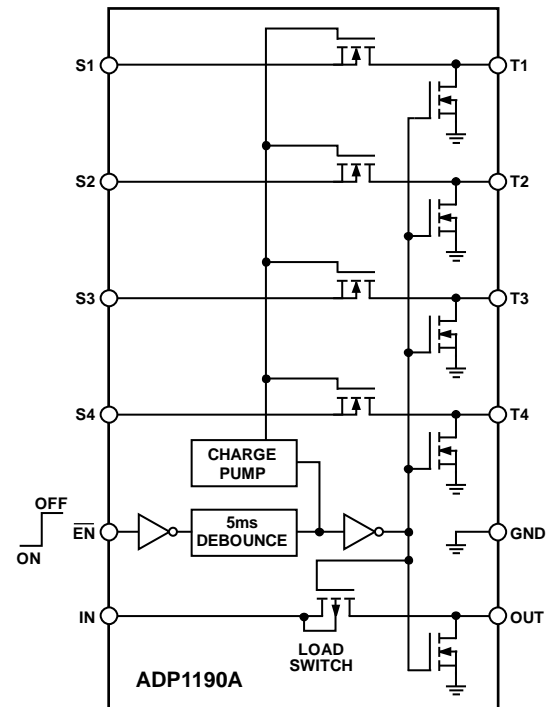 S1
T1
S2
T2
S3
T3
S4
T4
CHARGE
PUMP
OFF
ON
EN
5ms
DEBOUNCE
GND
IN
OUT
LOAD
SWITCH
ADP1190A